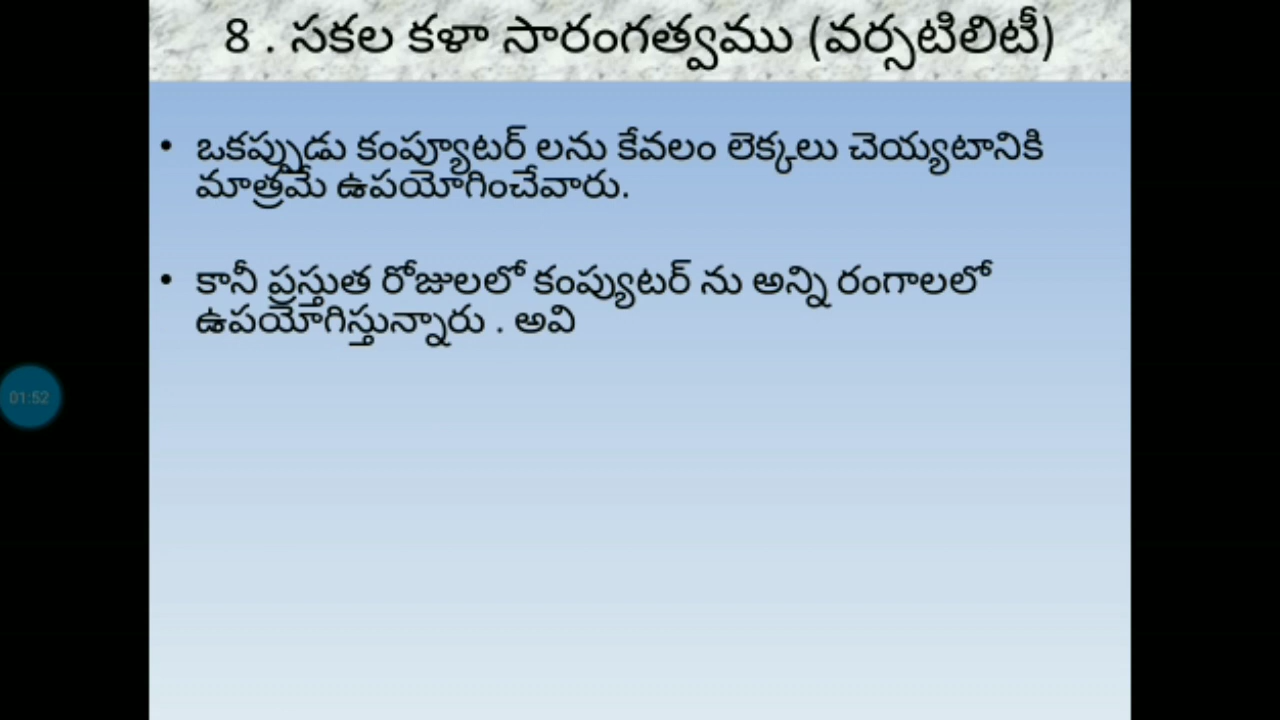 8 . సకల కళా సారంగత్వము (వర్సటిలిటీ)
• ఒకప్పుడు కంప్యూటర్ లను కేవలం లెక్కలు చెయ్యటానికి
మాత్రమే ఉపయోగించేవారు.
• కానీ ప్రస్తుత రోజులలో కంప్యుటర్ ను అన్ని రంగాలలో
ఉపయోగిస్తున్నారు . అవి
01:52